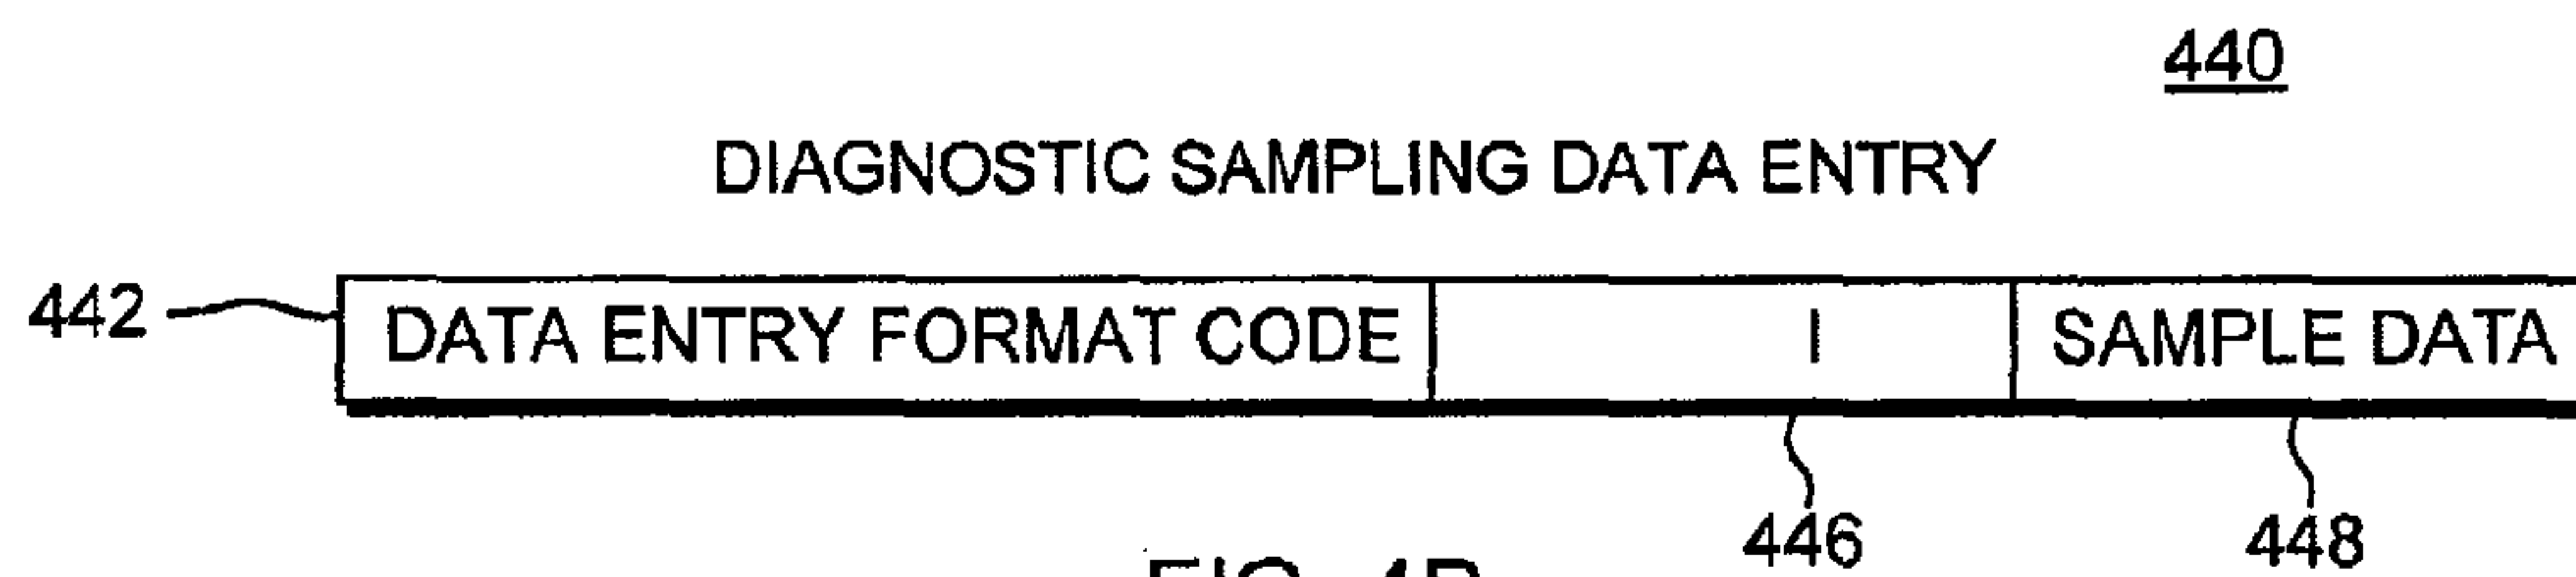 440
DIAGNOSTIC SAMPLING DATA ENTRY
442 DATA ENTRY FORMAT CODE I SAMPLE DATA
446 448